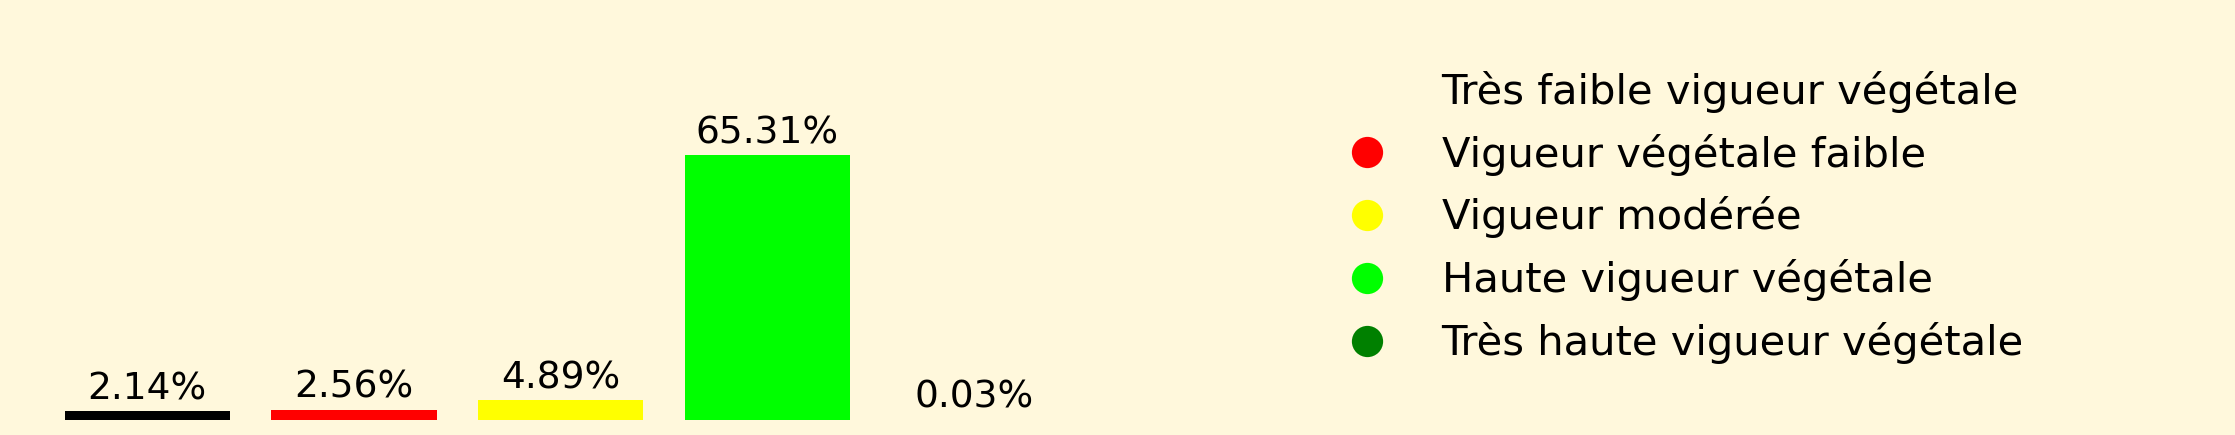 65.31%
2.14%
2.56%
4.89%
0.03%
Très faible vigueur végétale
Vigueur végétale faible
Vigueur modérée
Haute vigueur végétale
Très haute vigueur végétale